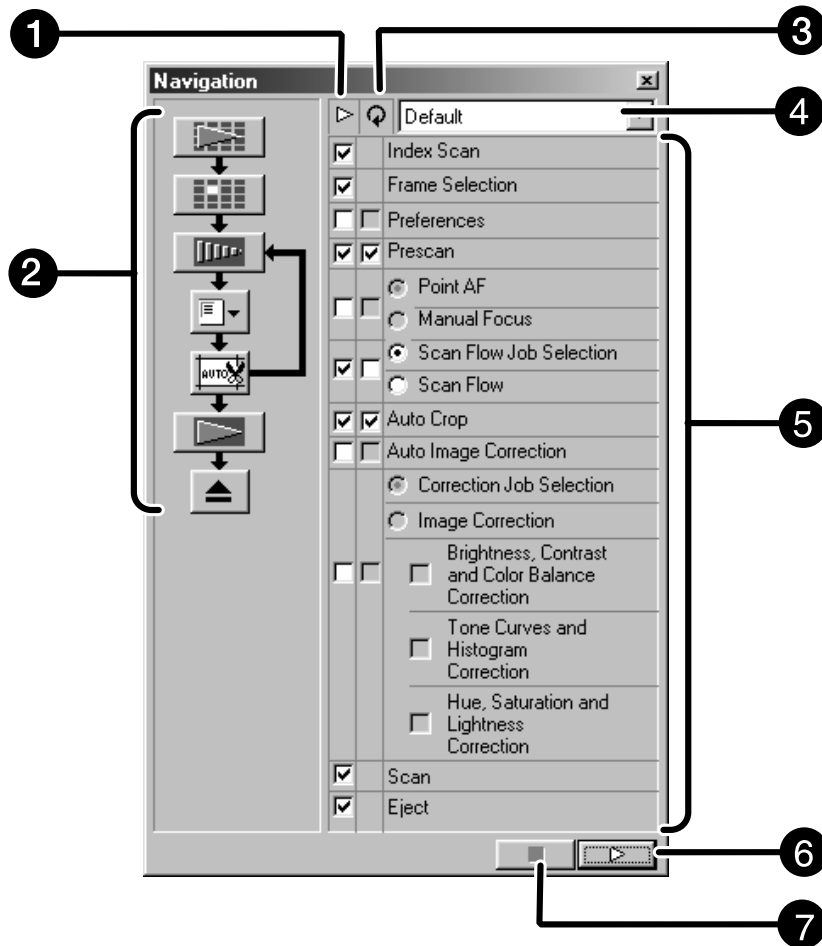 1
3
Navigation
Default
4
Index Scan
Frame Selection
Preferences
2
Prescan
Point AF
Manual Focus
Scan Flow Job Selection
AUTO
Scan Flow
Auto Crop
5
Auto Image Correction
Correction Job Selection
Image Correction
Brightness, Contrast
and Color Balance
Correction
Tone Curves and
Histogram
Correction
Hue, Saturation and
Lightness
Correction
Scan
Eject
6
7